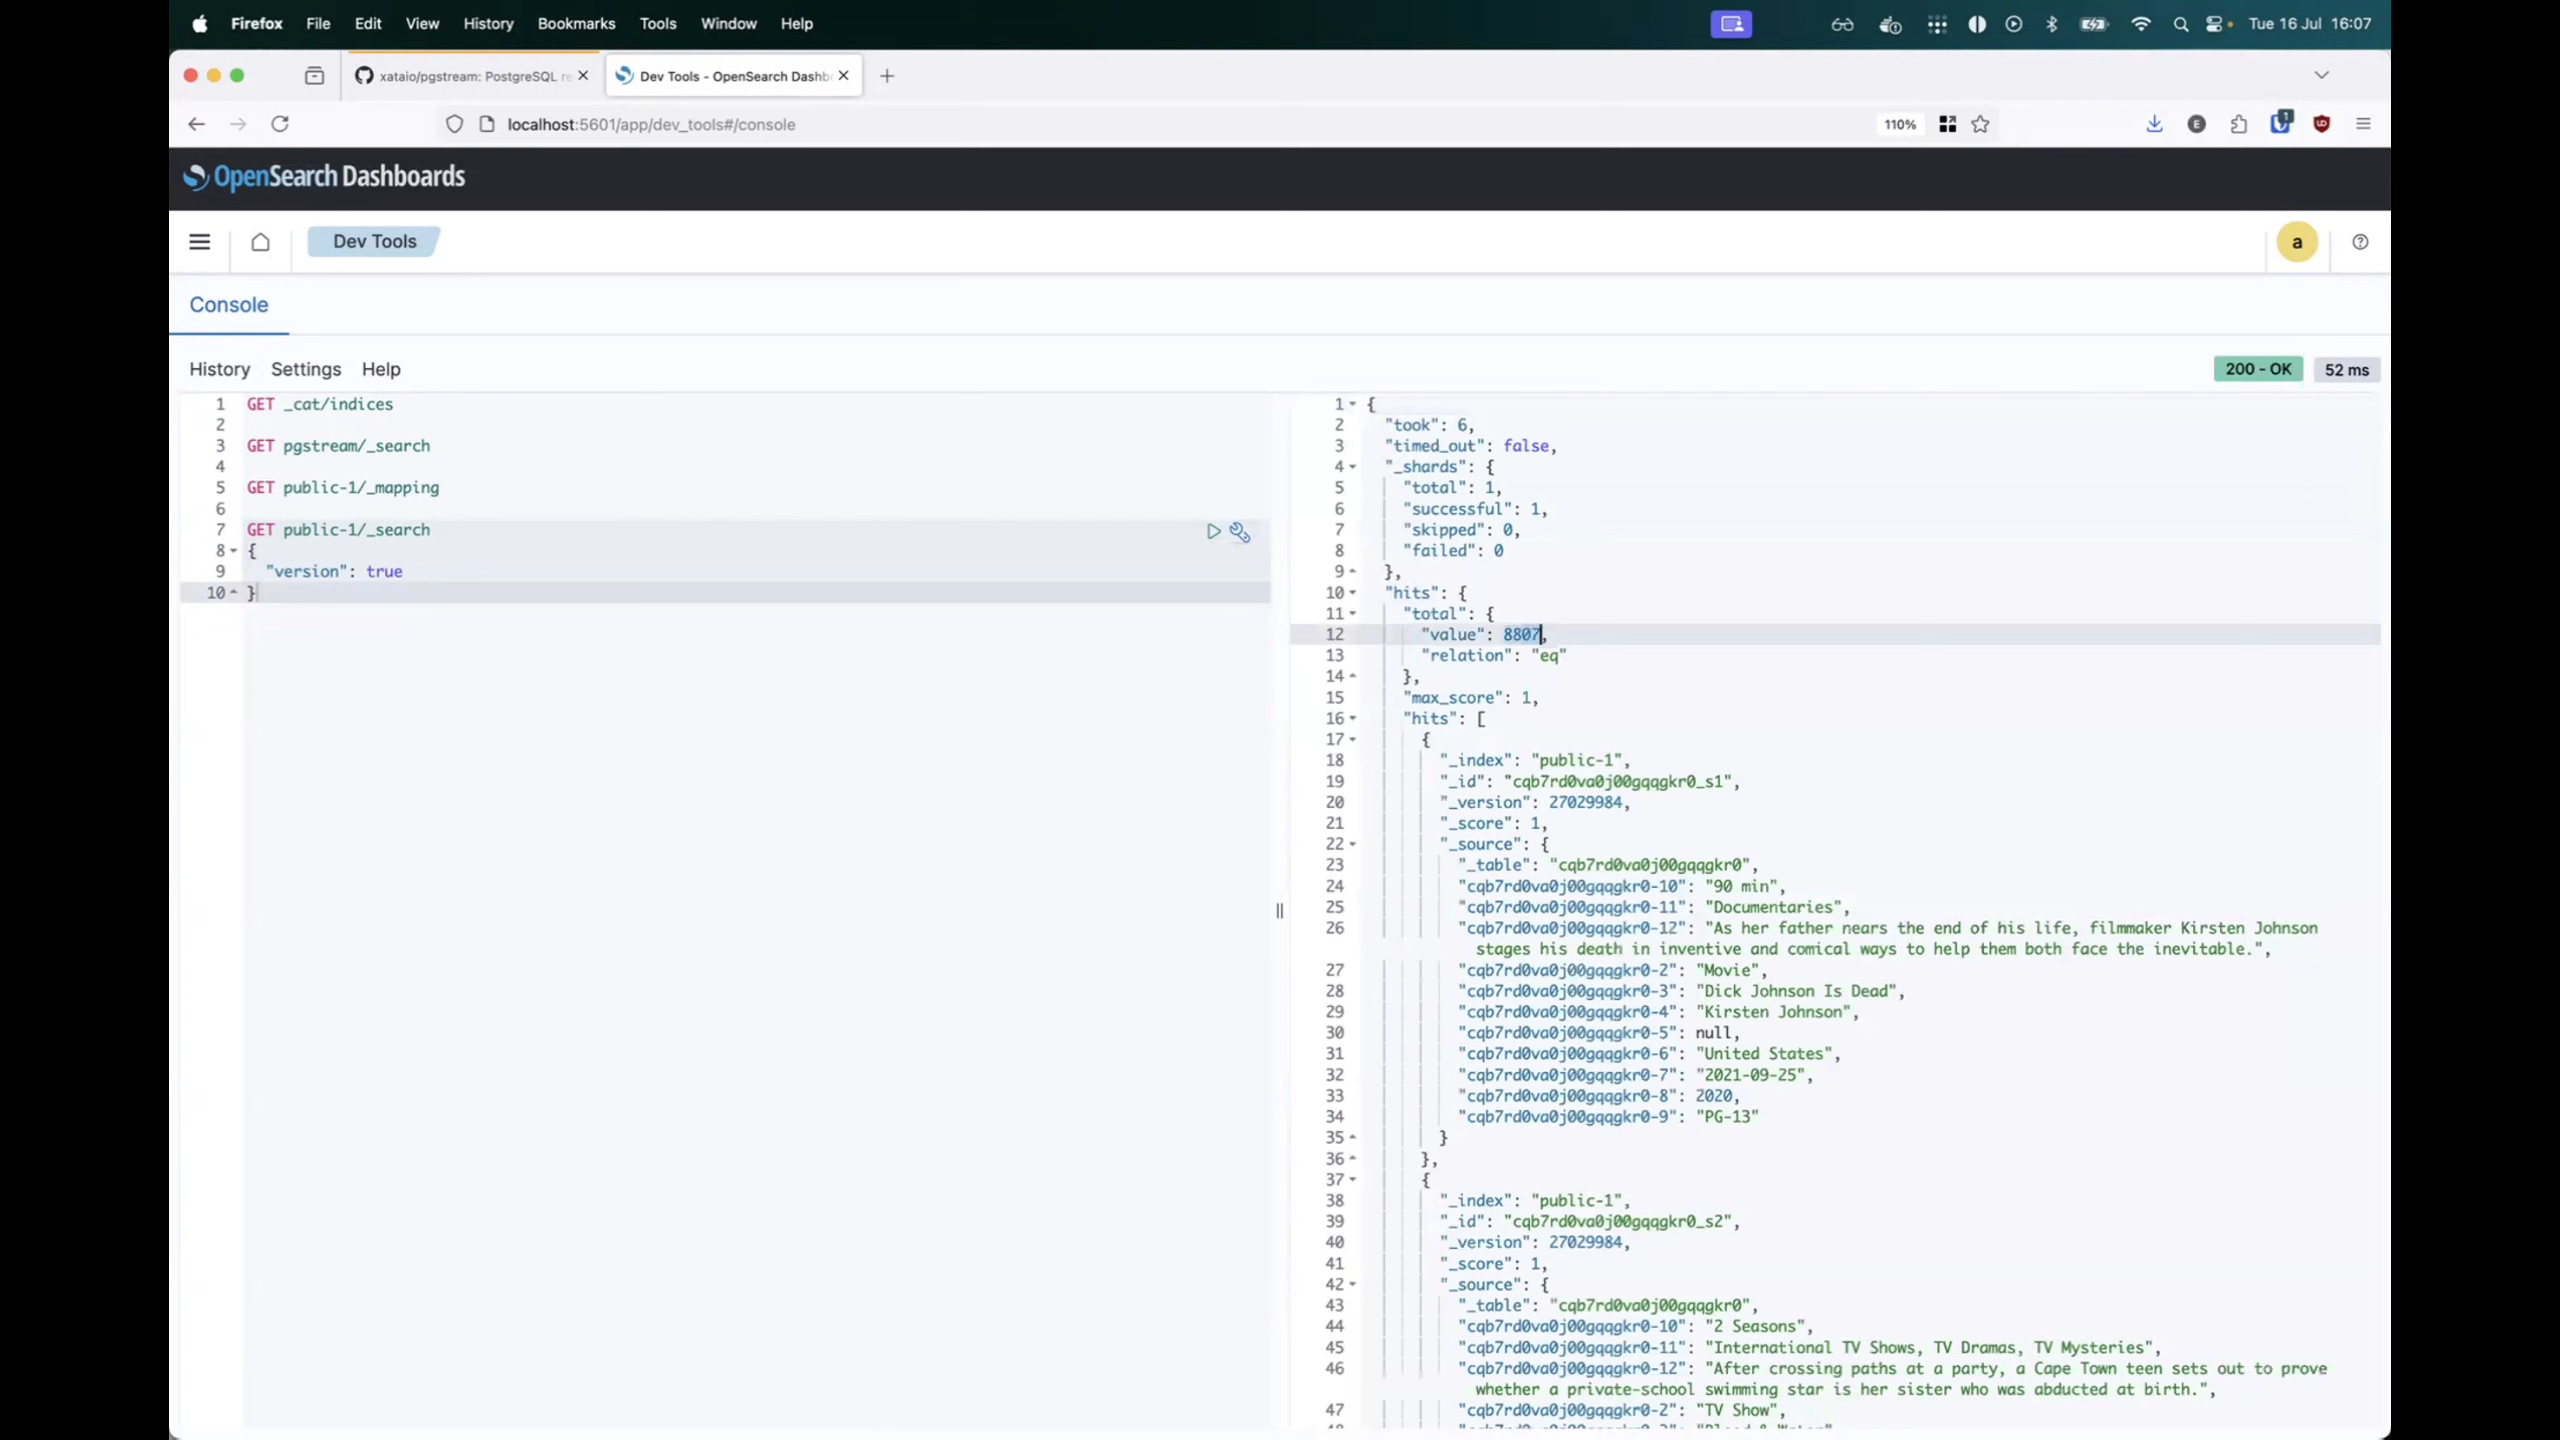 Firefox File Edit View History Bookmarks Tools Window Help Tue 16 Jul 16:07
xataio/pgstream: PostgreSQL re
Dev Tools - OpenSearch Dashb
localhost:5601/app/dev_tools#/console 110% E 1
OpenSearch Dashboards
Dev Tools a
Console
History Settings Help 200 - OK 52 ms
1 GET _cat/indices
2
3 GET pgstream/_search
4
5 GET public-1/_mapping
6
7 GET public-1/_search
8 {
9 "version": true
10 }
1 {
2 "took": 6,
3 "timed_out": false,
4 "_shards": {
5 "total": 1,
6 "successful": 1,
7 "skipped": 0,
8 "failed": 0
9 },
10 "hits": {
11 "total": {
12 "value": 8807,
13 "relation": "eq"
14 },
15 "max_score": 1,
16 "hits": [
17 {
18 "_index": "public-1",
19 "_id": "cqb7rd0va0j00gqqgkr0_s1",
20 "_version": 27029984,
21 "_score": 1,
22 "_source": {
23 "_table": "cqb7rd0va0j00gqqgkr0",
24 "cqb7rd0va0j00gqqgkr0-10": "90 min",
25 "cqb7rd0va0j00gqqgkr0-11": "Documentaries",
26 "cqb7rd0va0j00gqqgkr0-12": "As her father nears the end of his life, filmmaker Kirsten Johnson
stages his death in inventive and comical ways to help them both face the inevitable.",
27 "cqb7rd0va0j00gqqgkr0-2": "Movie",
28 "cqb7rd0va0j00gqqgkr0-3": "Dick Johnson Is Dead",
29 "cqb7rd0va0j00gqqgkr0-4": "Kirsten Johnson",
30 "cqb7rd0va0j00gqqgkr0-5": null,
31 "cqb7rd0va0j00gqqgkr0-6": "United States",
32 "cqb7rd0va0j00gqqgkr0-7": "2021-09-25",
33 "cqb7rd0va0j00gqqgkr0-8": 2020,
34 "cqb7rd0va0j00gqqgkr0-9": "PG-13"
35 }
36 },
37 {
38 "_index": "public-1",
39 "_id": "cqb7rd0va0j00gqqgkr0_s2",
40 "_version": 27029984,
41 "_score": 1,
42 "_source": {
43 "_table": "cqb7rd0va0j00gqqgkr0",
44 "cqb7rd0va0j00gqqgkr0-10": "2 Seasons",
45 "cqb7rd0va0j00gqqgkr0-11": "International TV Shows, TV Dramas, TV Mysteries",
46 "cqb7rd0va0j00gqqgkr0-12": "After crossing paths at a party, a Cape Town teen sets out to prove
whether a private-school swimming star is her sister who was abducted at birth.",
47 "cqb7rd0va0j00gqqgkr0-2": "TV Show",